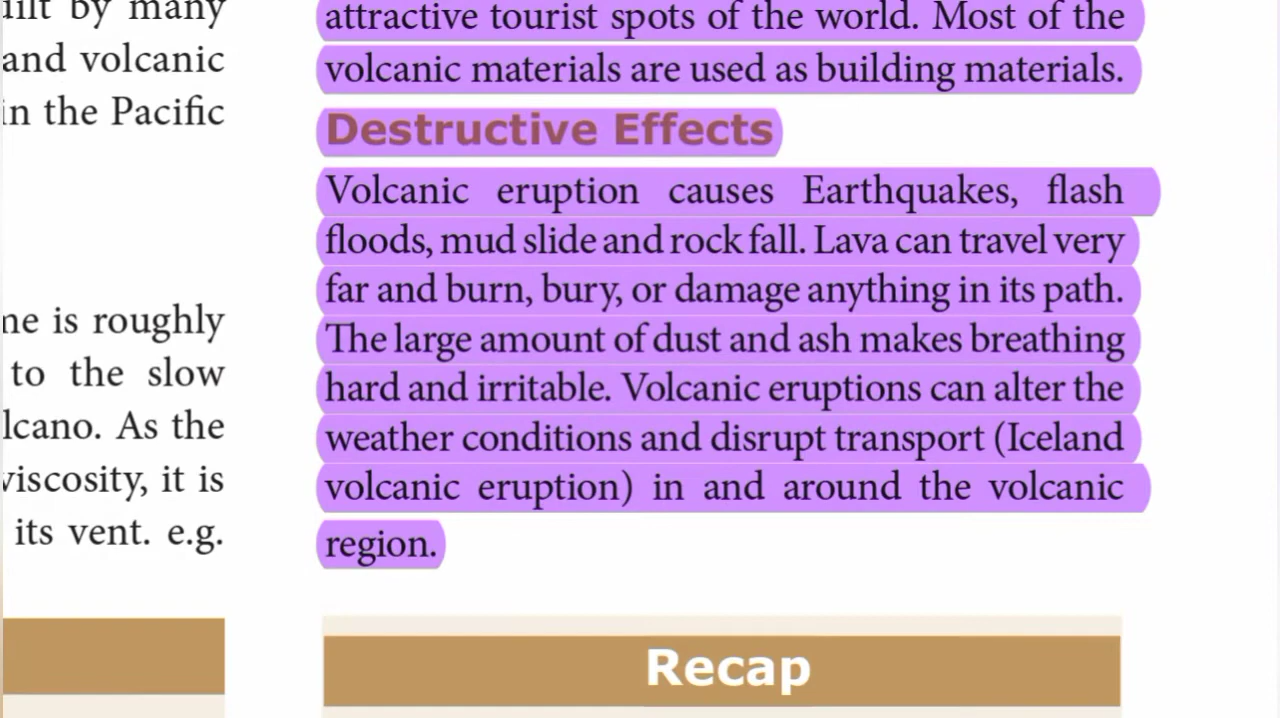 by many
and volcanic
in the Pacific
is roughly
to the slow
As the
viscosity, it is
its vent. e.g.
attractive tourist spots of the world. Most of the
volcanic materials are used as building materials.
Destructive Effects
Volcanic eruption causes Earthquakes, flash
floods, mud slide and rock fall. Lava can travel very
far and burn, bury, or damage anything in its path.
The large amount of dust and ash makes breathing
hard and irritable. Volcanic eruptions can alter the
weather conditions and disrupt transport (Iceland
volcanic eruption) in and around the volcanic
region.
Recap